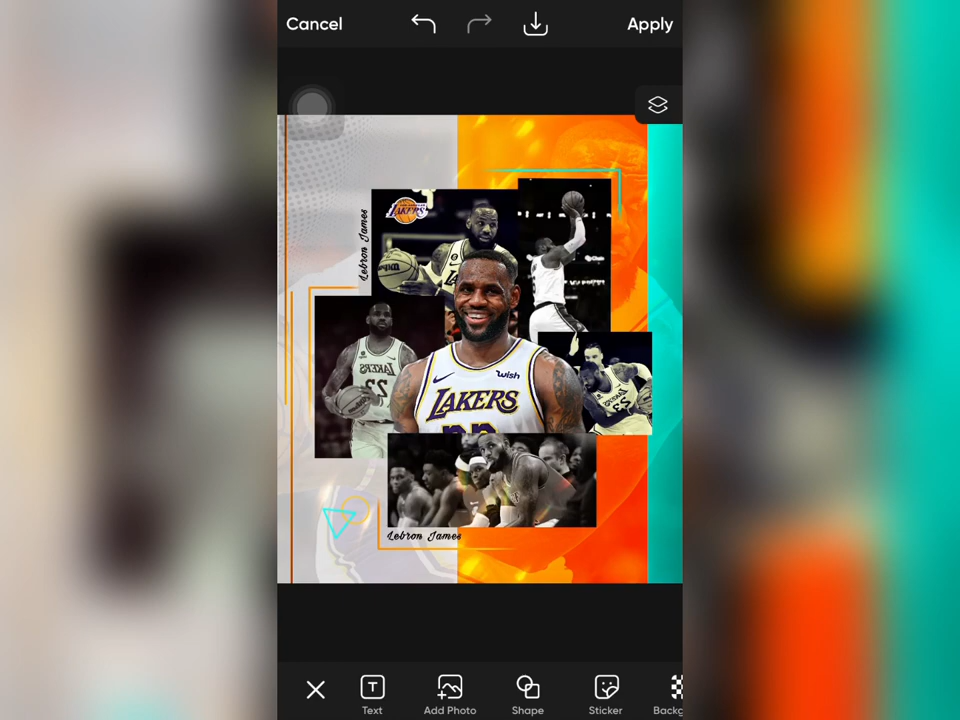 Cancel
Apply
LAKERS
Lebron James
wish
LAKERS
Lebron James
Text
Add Photo
Shape
Sticker
Backg